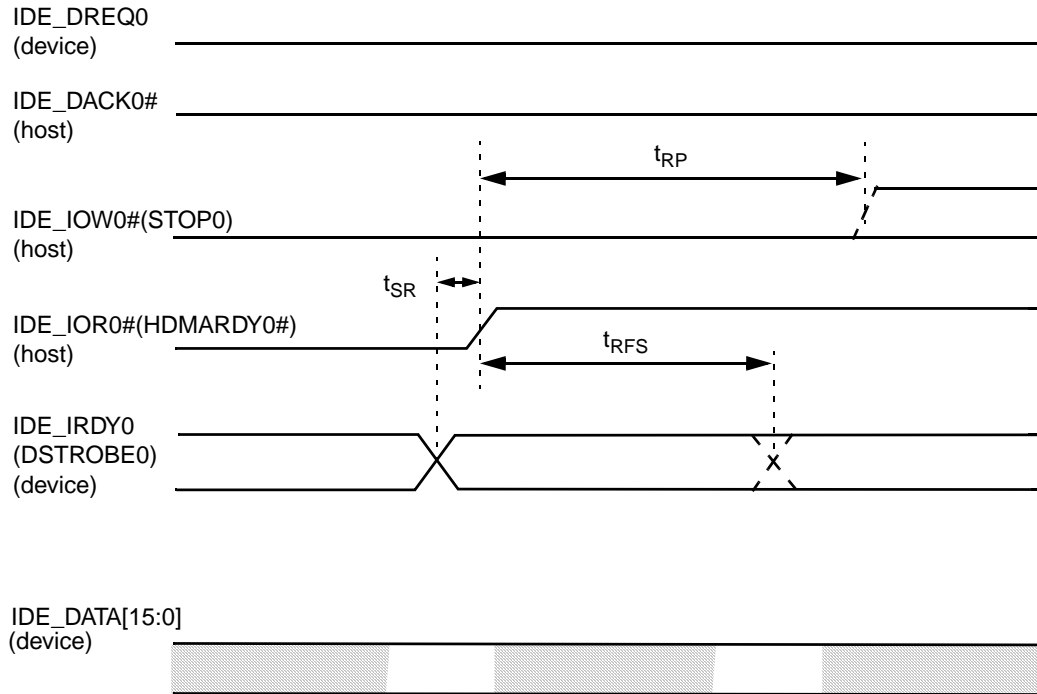 IDE_DREQ0
(device)
IDE_DACK0#
(host)
tRP
IDE_IOW0#(STOP0)
(host)
tSR
IDE_IOR0#(HDMARDY0#)
(host)
tRFS
IDE_IRDY0
(DSTROBE0)
(device)
IDE_DATA[15:0]
(device)